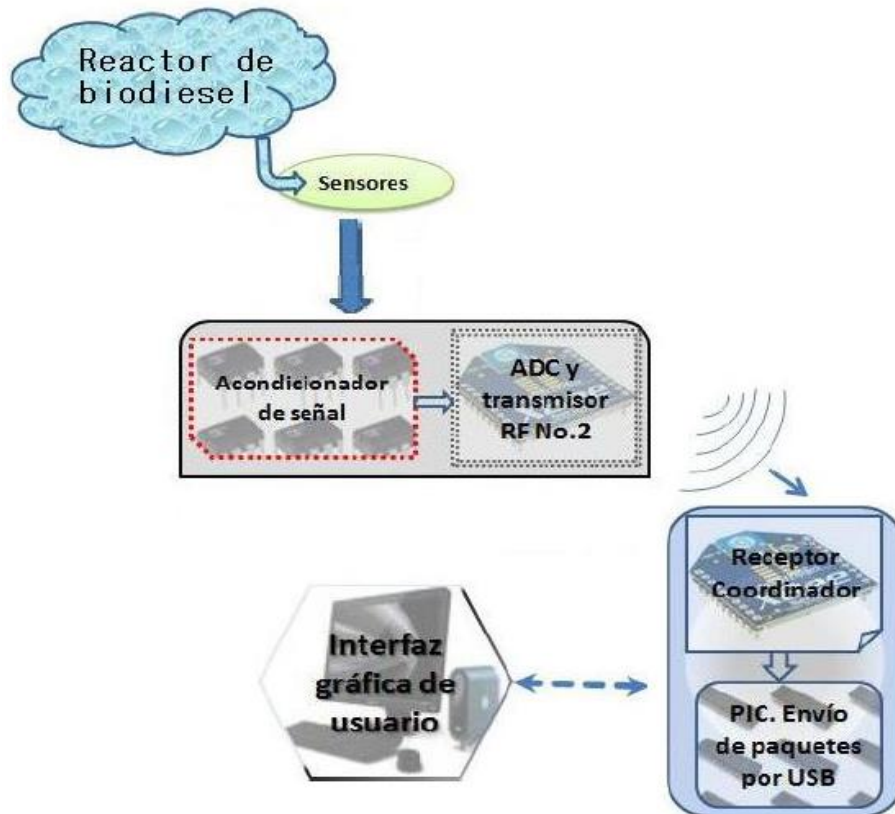 Reactor de
biodiesel
Sensores
Acondicionador
de señal
ADC y
transmisor
RF No.2
Receptor
Coordinador
Interfaz
gráfica de
usuario
PIC. Envío
de paquetes
por USB